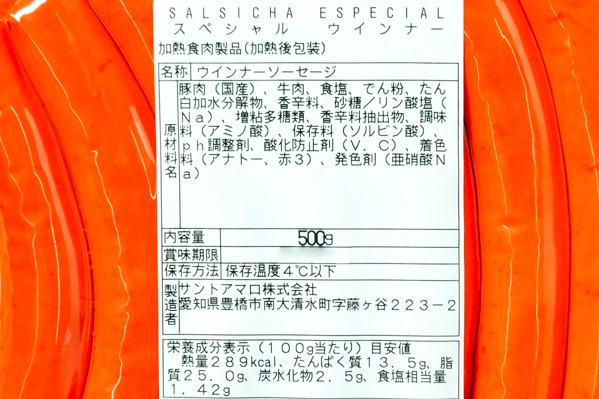 SALSICHA ESPECIAL
スペシャル ウインナー
加熱食肉製品(加熱後包装)
名称 ウインナーソーセージ
豚肉(国産)、牛肉、食塩、でん粉、たん
白加水分解物、香辛料、砂糖/リン酸塩(
Na)、増粘多糖類、香辛料抽出物、調味
料(アミノ酸)、保存料(ソルビン酸)、
ph調整剤、酸化防止剤(V.C)、着色
料(アナトー、赤3)、発色剤(亜硝酸N
a)
原材料名
内容量 500g
賞味期限
保存方法 保存温度4℃以下
製造者
サントアマロ株式会社
愛知県豊橋市南大清水町字藤ヶ谷223-2
栄養成分表示(100g当たり)目安値
熱量289kcal、たんぱく質13.5g、脂
質25.0g、炭水化物2.5g、食塩相当量
1.42g